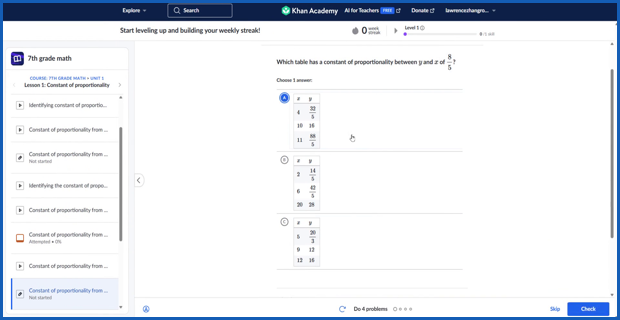 Explore
Search
Khan Academy
AI for Teachers FREE
Donate
lawrence.zhangro...
Start leveling up and building your weekly streak!
0 week streak
Level 1
0 /1 skill
7th grade math
COURSE: 7TH GRADE MATH > UNIT 1
Lesson 1: Constant of proportionality
Identifying constant of proportio...
Constant of proportionality from ...
Constant of proportionality from ...
Not started
Identifying the constant of propo...
Constant of proportionality from ...
Constant of proportionality from ...
Attempted • 0%
Constant of proportionality from ...
Constant of proportionality from ...
Not started
Which table has a constant of proportionality between y and x of 8/5?
Choose 1 answer:
A
x y
4 32/5
10 16
11 88/5
B
x y
2 14/5
6 42/5
20 28
C
x y
5 20/3
9 12
12 16
Do 4 problems
Skip
Check